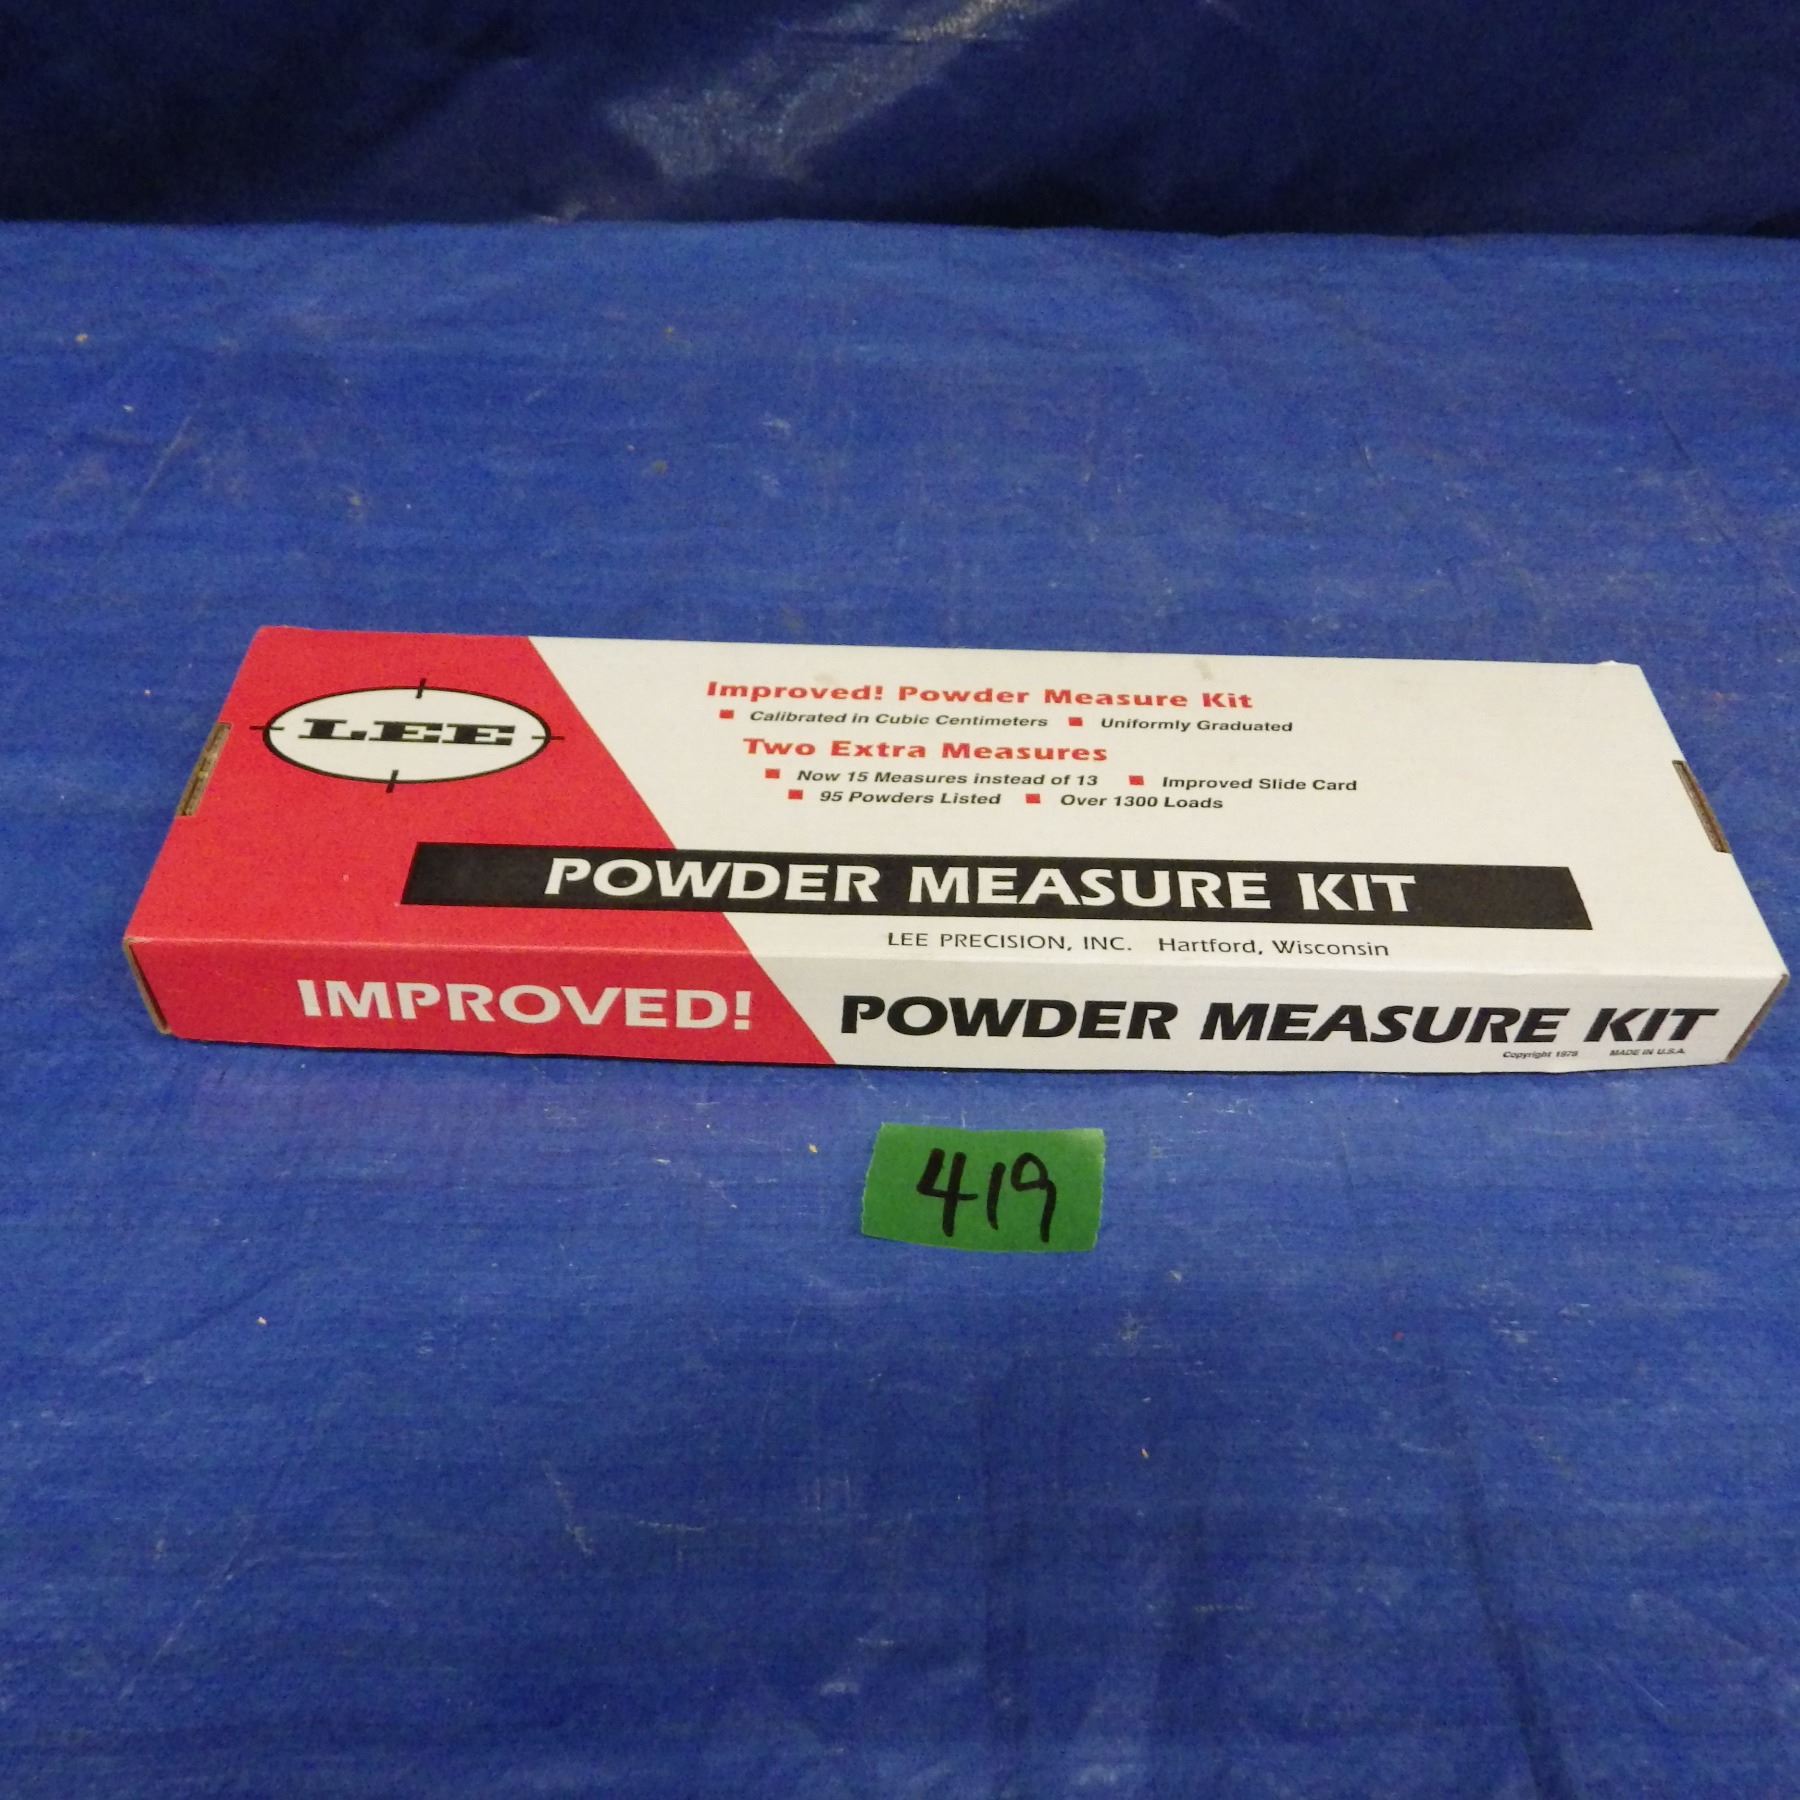 LEE
Improved! Powder Measure Kit
Calibrated in Cubic Centimeters Uniformly Graduated
Two Extra Measures
Now 15 Measures instead of 13 Improved Slide Card
95 Powders Listed Over 1300 Loads
POWDER MEASURE KIT
LEE PRECISION, INC. Hartford, Wisconsin
IMPROVED! POWDER MEASURE KIT
Copyright MADE IN U.S.A.
419